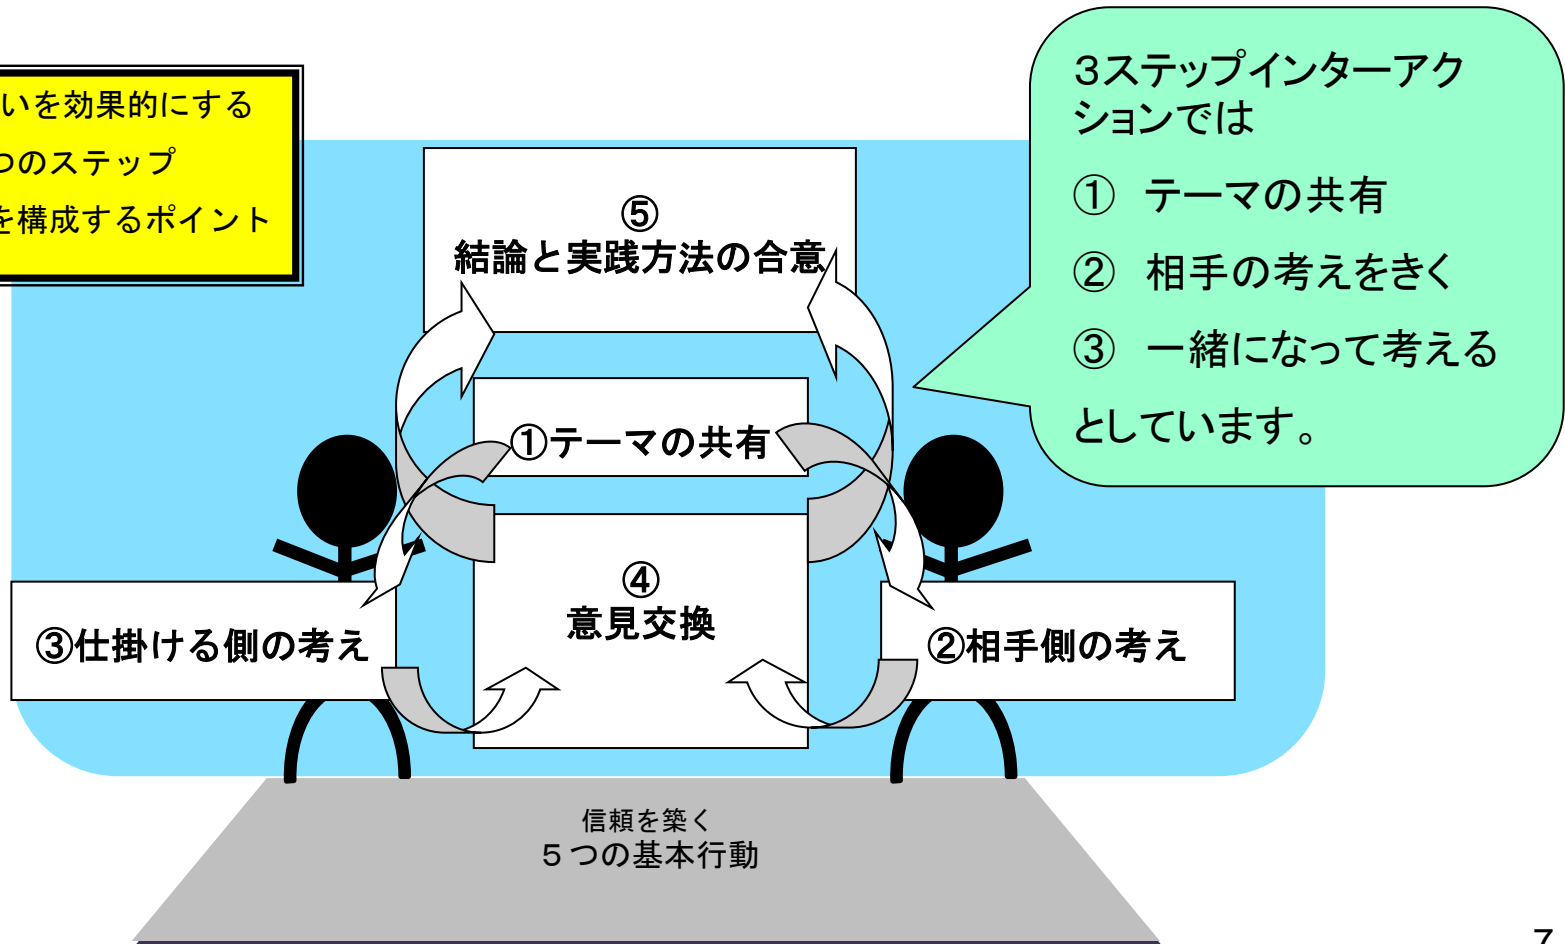 いを効果的にする
つのステップ
を構成するポイント
３ステップインターアク
ションでは
① テーマの共有
② 相手の考えをきく
③ 一緒になって考える
としています。
⑤
結論と実践方法の合意
①テーマの共有
④
意見交換
③仕掛ける側の考え
②相手側の考え
信頼を築く
５つの基本行動
7